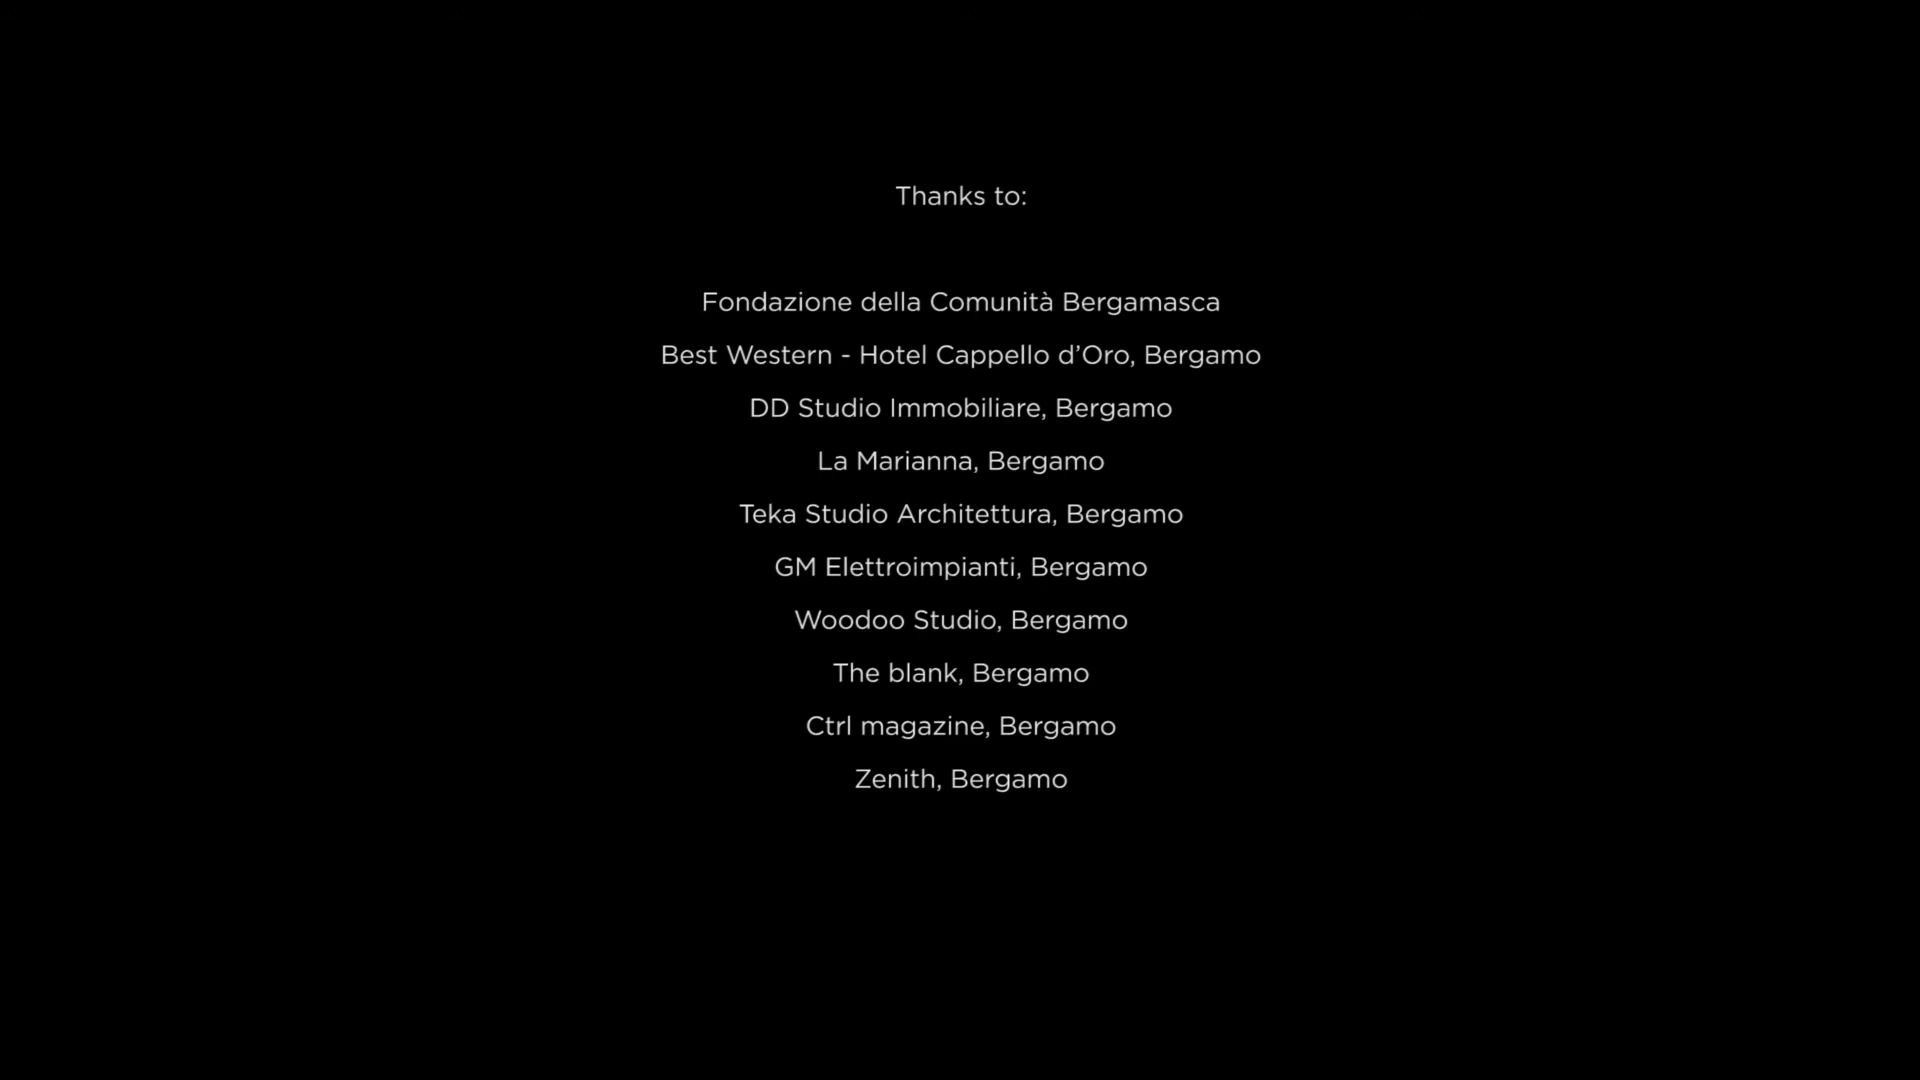 Thanks to:
Fondazione della Comunità Bergamasca
Best Western - Hotel Cappello d’Oro, Bergamo
DD Studio Immobiliare, Bergamo
La Marianna, Bergamo
Teka Studio Architettura, Bergamo
GM Elettroimpianti, Bergamo
Woodoo Studio, Bergamo
The blank, Bergamo
Ctrl magazine, Bergamo
Zenith, Bergamo